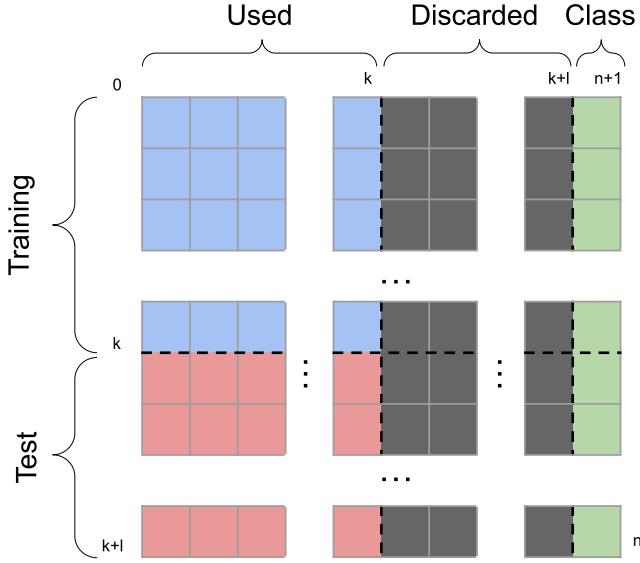 Used Discarded Class
0 k k+l n+1
Training
...
k
...
...
Test
...
k+l n